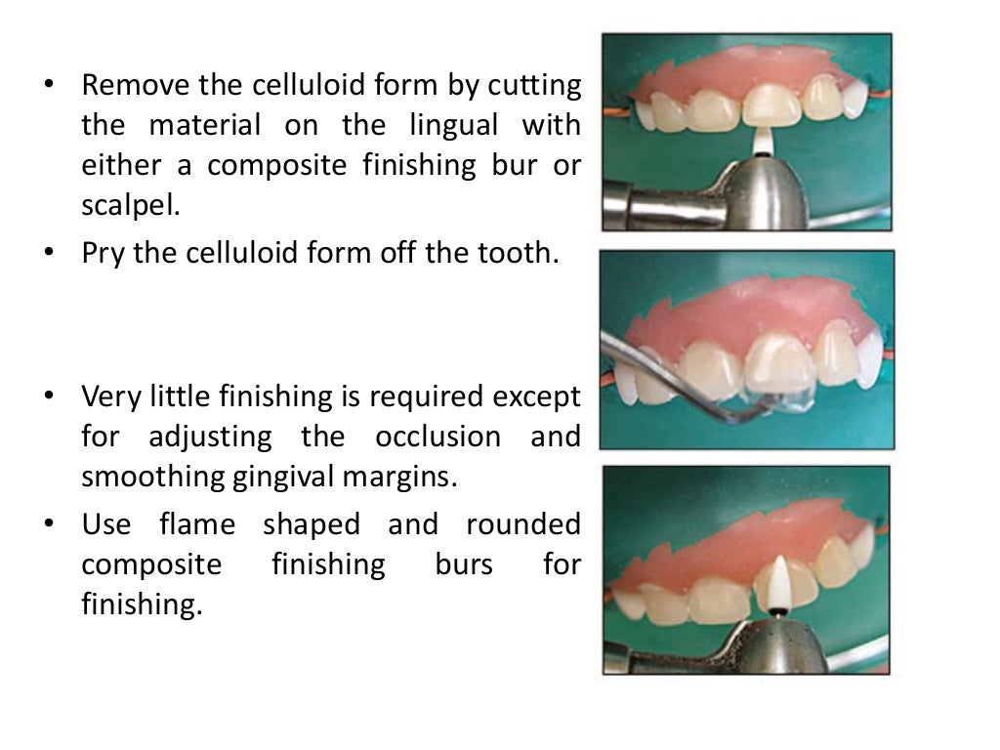 • Remove the celluloid form by cutting
the material on the lingual with
either a composite finishing bur or
scalpel.
• Pry the celluloid form off the tooth.
• Very little finishing is required except
for adjusting the occlusion and
smoothing gingival margins.
• Use flame shaped and rounded
composite finishing burs for
finishing.